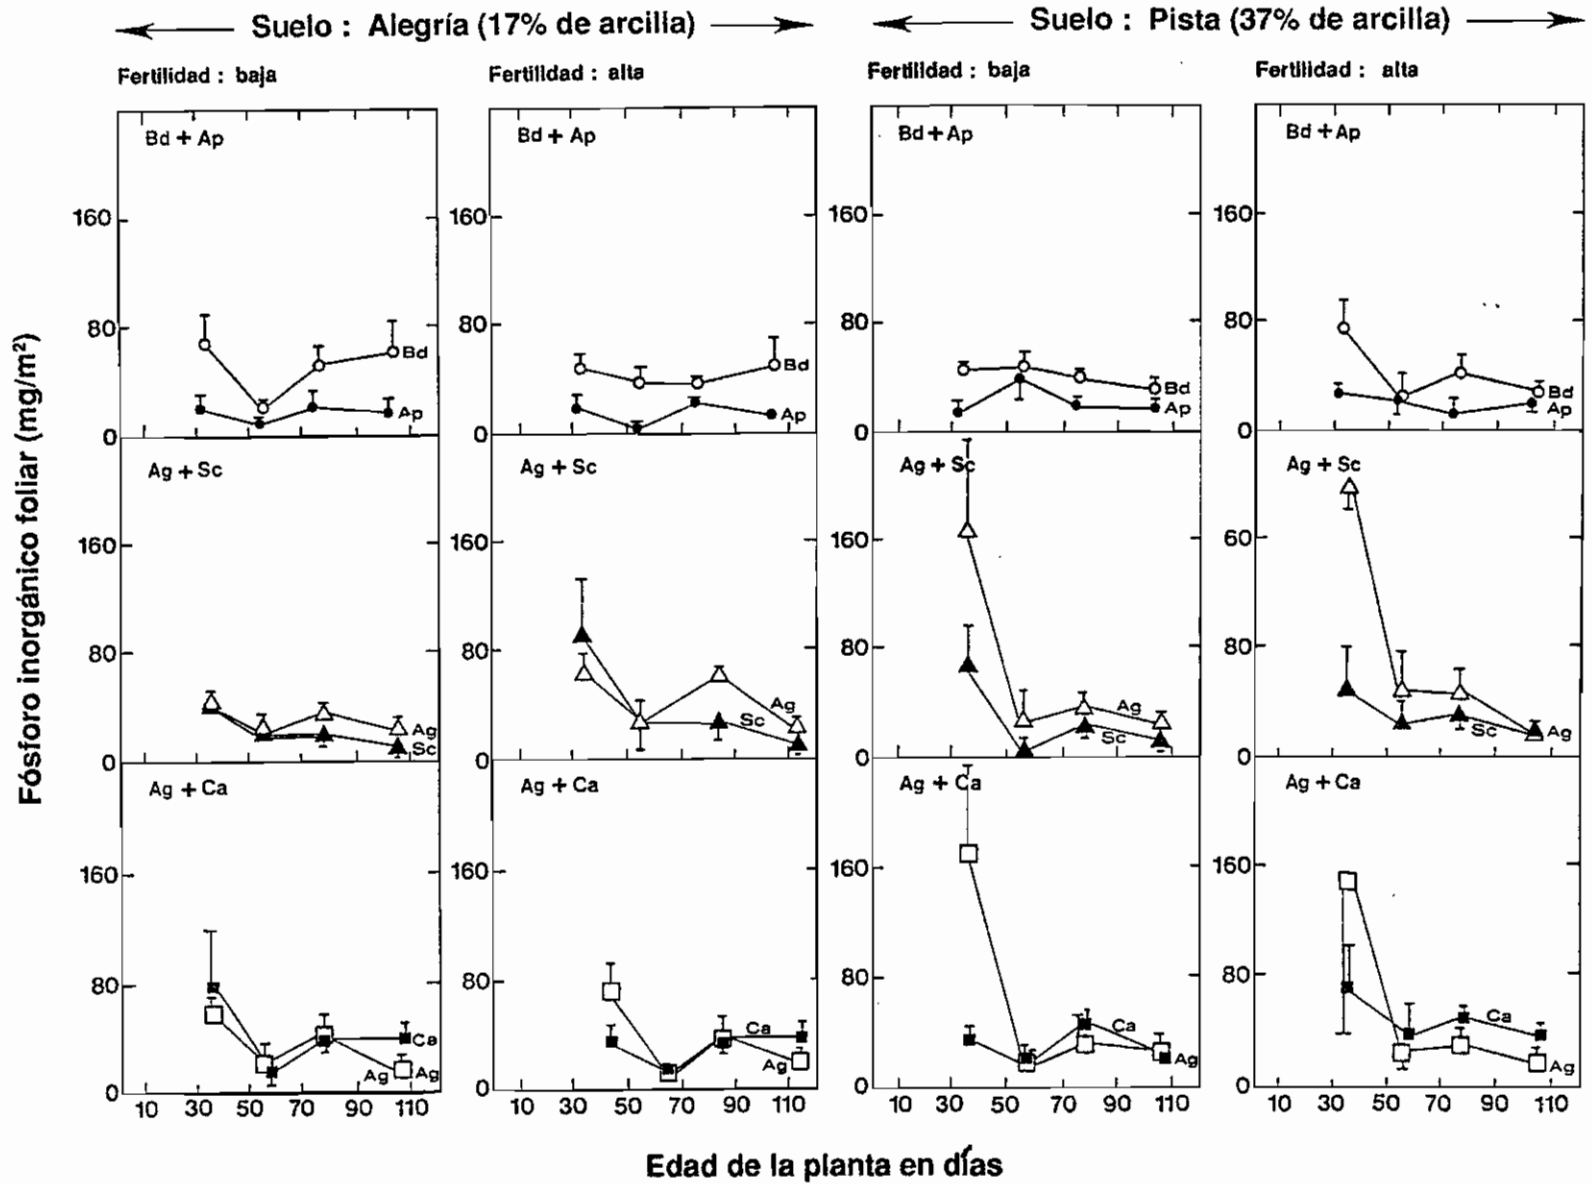 Suelo : Alegría (17% de arcilla)
Suelo : Pista (37% de arcilla)
Fertilidad : baja
Fertilidad : alta
Fertilidad : baja
Fertilidad : alta
Fósforo inorgánico foliar (mg/m²)
Bd + Ap
160
80
0
Bd
Ap
Bd + Ap
160
80
0
Bd
Ap
Bd + Ap
160
80
0
Bd
Ap
Bd + Ap
160
80
0
Bd
Ap
Ag + Sc
160
80
0
Ag
Sc
Ag + Sc
160
80
0
Ag
Sc
Ag + Sc
160
80
0
Ag
Sc
Ag + Sc
60
80
0
Sc
Ag
Ag + Ca
160
80
0
Ca
Ag
Ag
10 30 50 70 90 110
Ag + Ca
160
80
0
Ca
Ag
10 30 50 70 90 110
Ag + Ca
160
80
0
Ca
Ag
10 30 50 70 90 110
Ag + Ca
160
80
0
Ca
Ag
10 30 50 70 90 110
Edad de la planta en días